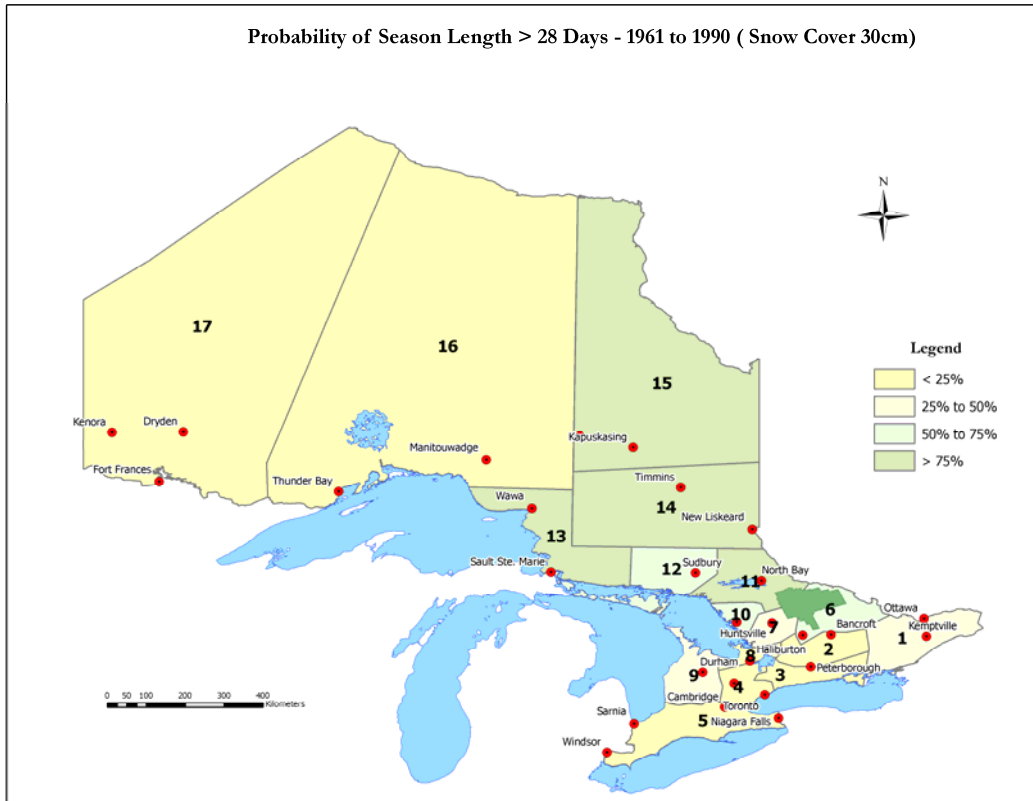 Probability of Season Length > 28 Days - 1961 to 1990 ( Snow Cover 30cm)
N
17
16
15
Legend
< 25%
25% to 50%
50% to 75%
> 75%
Kenora
Dryden
Kapuskasing
Manitouwadge
Fort Frances
Thunder Bay
Timmins
Wawa
14
New Liskeard
13
Sault Ste. Marie
12
Sudbury
11
North Bay
10
6
Ottawa
7
Huntsville
Bancroft
Kemptville
1
Haliburton
2
8
Durham
Peterborough
9
3
4
Cambridge
Toronto
Sarnia
5
Niagara Falls
Windsor
0 50 100 200 300 400
Kilometers